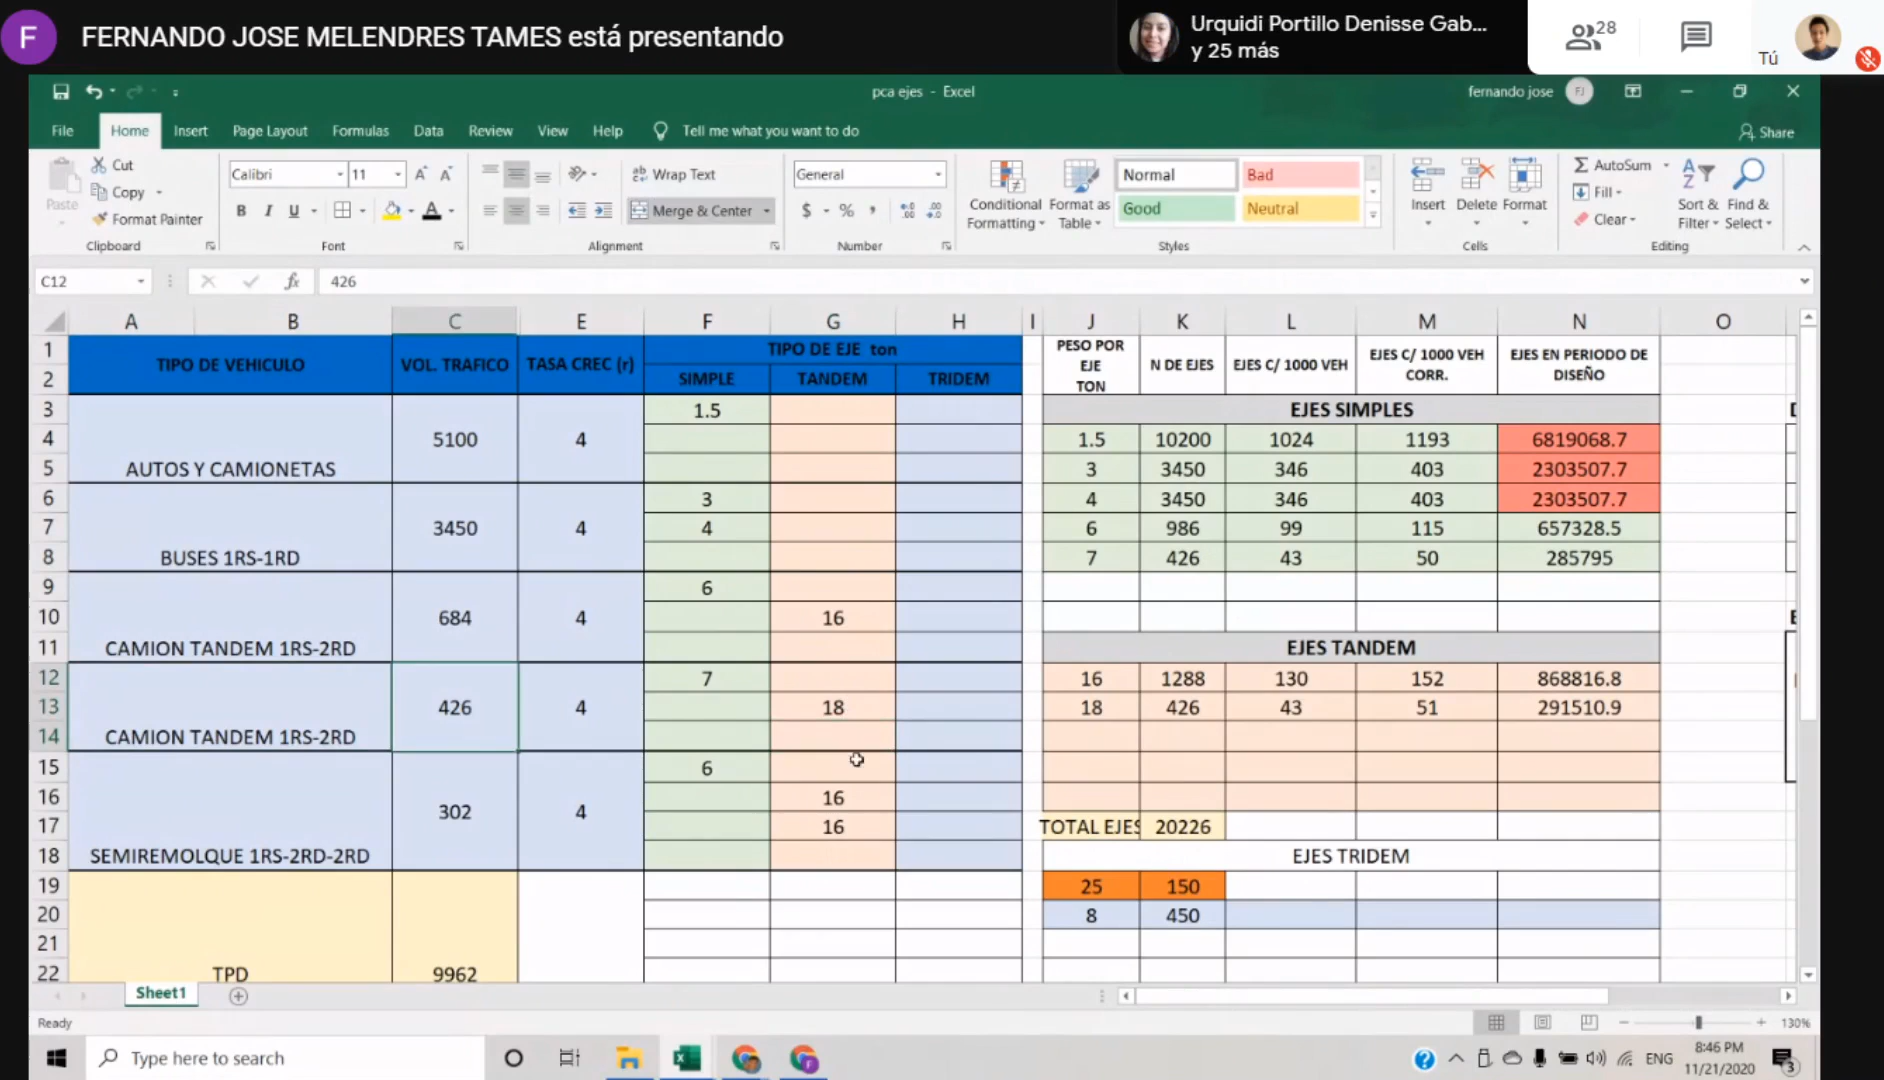 F FERNANDO JOSE MELENDRES TAMES está presentando
Urquidi Portillo Denisse Gab...
y 25 más
28
Tú
pca ejes - Excel
fernando jose FJ
File Home Insert Page Layout Formulas Data Review View Help Tell me what you want to do Share
Paste
Cut
Copy
Format Painter
Clipboard
Calibri 11
B I U
Font
Wrap Text
Merge & Center
Alignment
General
$ % ,
Number
Conditional Formatting
Format as Table
Normal Bad
Good Neutral
Styles
Insert Delete Format
Cells
AutoSum
Fill
Clear
Sort & Filter
Find & Select
Editing
C12 fx 426
A B C E F G H I J K L M N O
1 TIPO DE VEHICULO VOL. TRAFICO TASA CREC (r) TIPO DE EJE ton PESO POR EJE TON N DE EJES EJES C/ 1000 VEH EJES C/ 1000 VEH CORR. EJES EN PERIODO DE DISEÑO
2 SIMPLE TANDEM TRIDEM
3 1.5 EJES SIMPLES
4 5100 4 1.5 10200 1024 1193 6819068.7
5 AUTOS Y CAMIONETAS 3 3450 346 403 2303507.7
6 3 4 3450 346 403 2303507.7
7 3450 4 4 6 986 99 115 657328.5
8 BUSES 1RS-1RD 7 426 43 50 285795
9 6
10 684 4 16
11 CAMION TANDEM 1RS-2RD EJES TANDEM
12 7 16 1288 130 152 868816.8
13 426 4 18 18 426 43 51 291510.9
14 CAMION TANDEM 1RS-2RD
15 6
16 302 4 16
17 16 TOTAL EJES 20226
18 SEMIREMOLQUE 1RS-2RD-2RD EJES TRIDEM
19 25 150
20 8 450
21
22 TPD 9962
Sheet1
Ready 130%
Type here to search
ENG
8:46 PM
11/21/2020
3